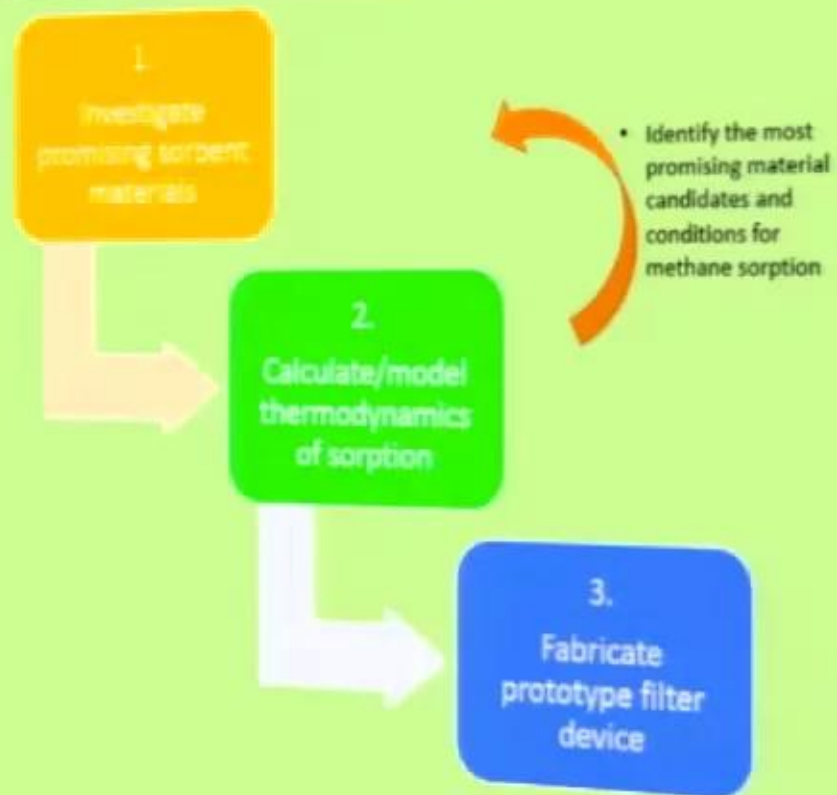 1.
Investigate
promising sorbent
materials
• Identify the most
promising material
candidates and
conditions for
methane sorption
2.
Calculate/model
thermodynamics
of sorption
3.
Fabricate
prototype filter
device